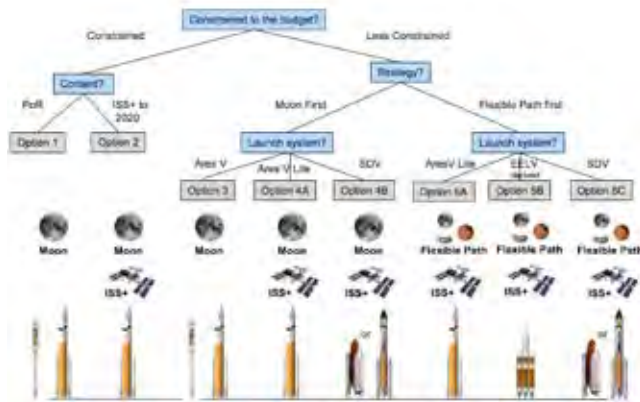 Constrained to the budget?
Constrained
Less Constrained
Content?
Strategy?
PoR
ISS+ to
2020
Moon First
Flexible Path first
Option 1
Option 2
Launch system?
Launch system?
Ares V
Ares V Lite
SDV
AresV Lite
EELV
derived
SDV
Option 3
Option 4A
Option 4B
Option 5A
Option 5B
Option 5C
Moon
Moon
Moon
Moon
Moon
Flexible Path
Flexible Path
Flexible Path
ISS+
ISS+
ISS+
ISS+
ISS+
ISS+
or
or